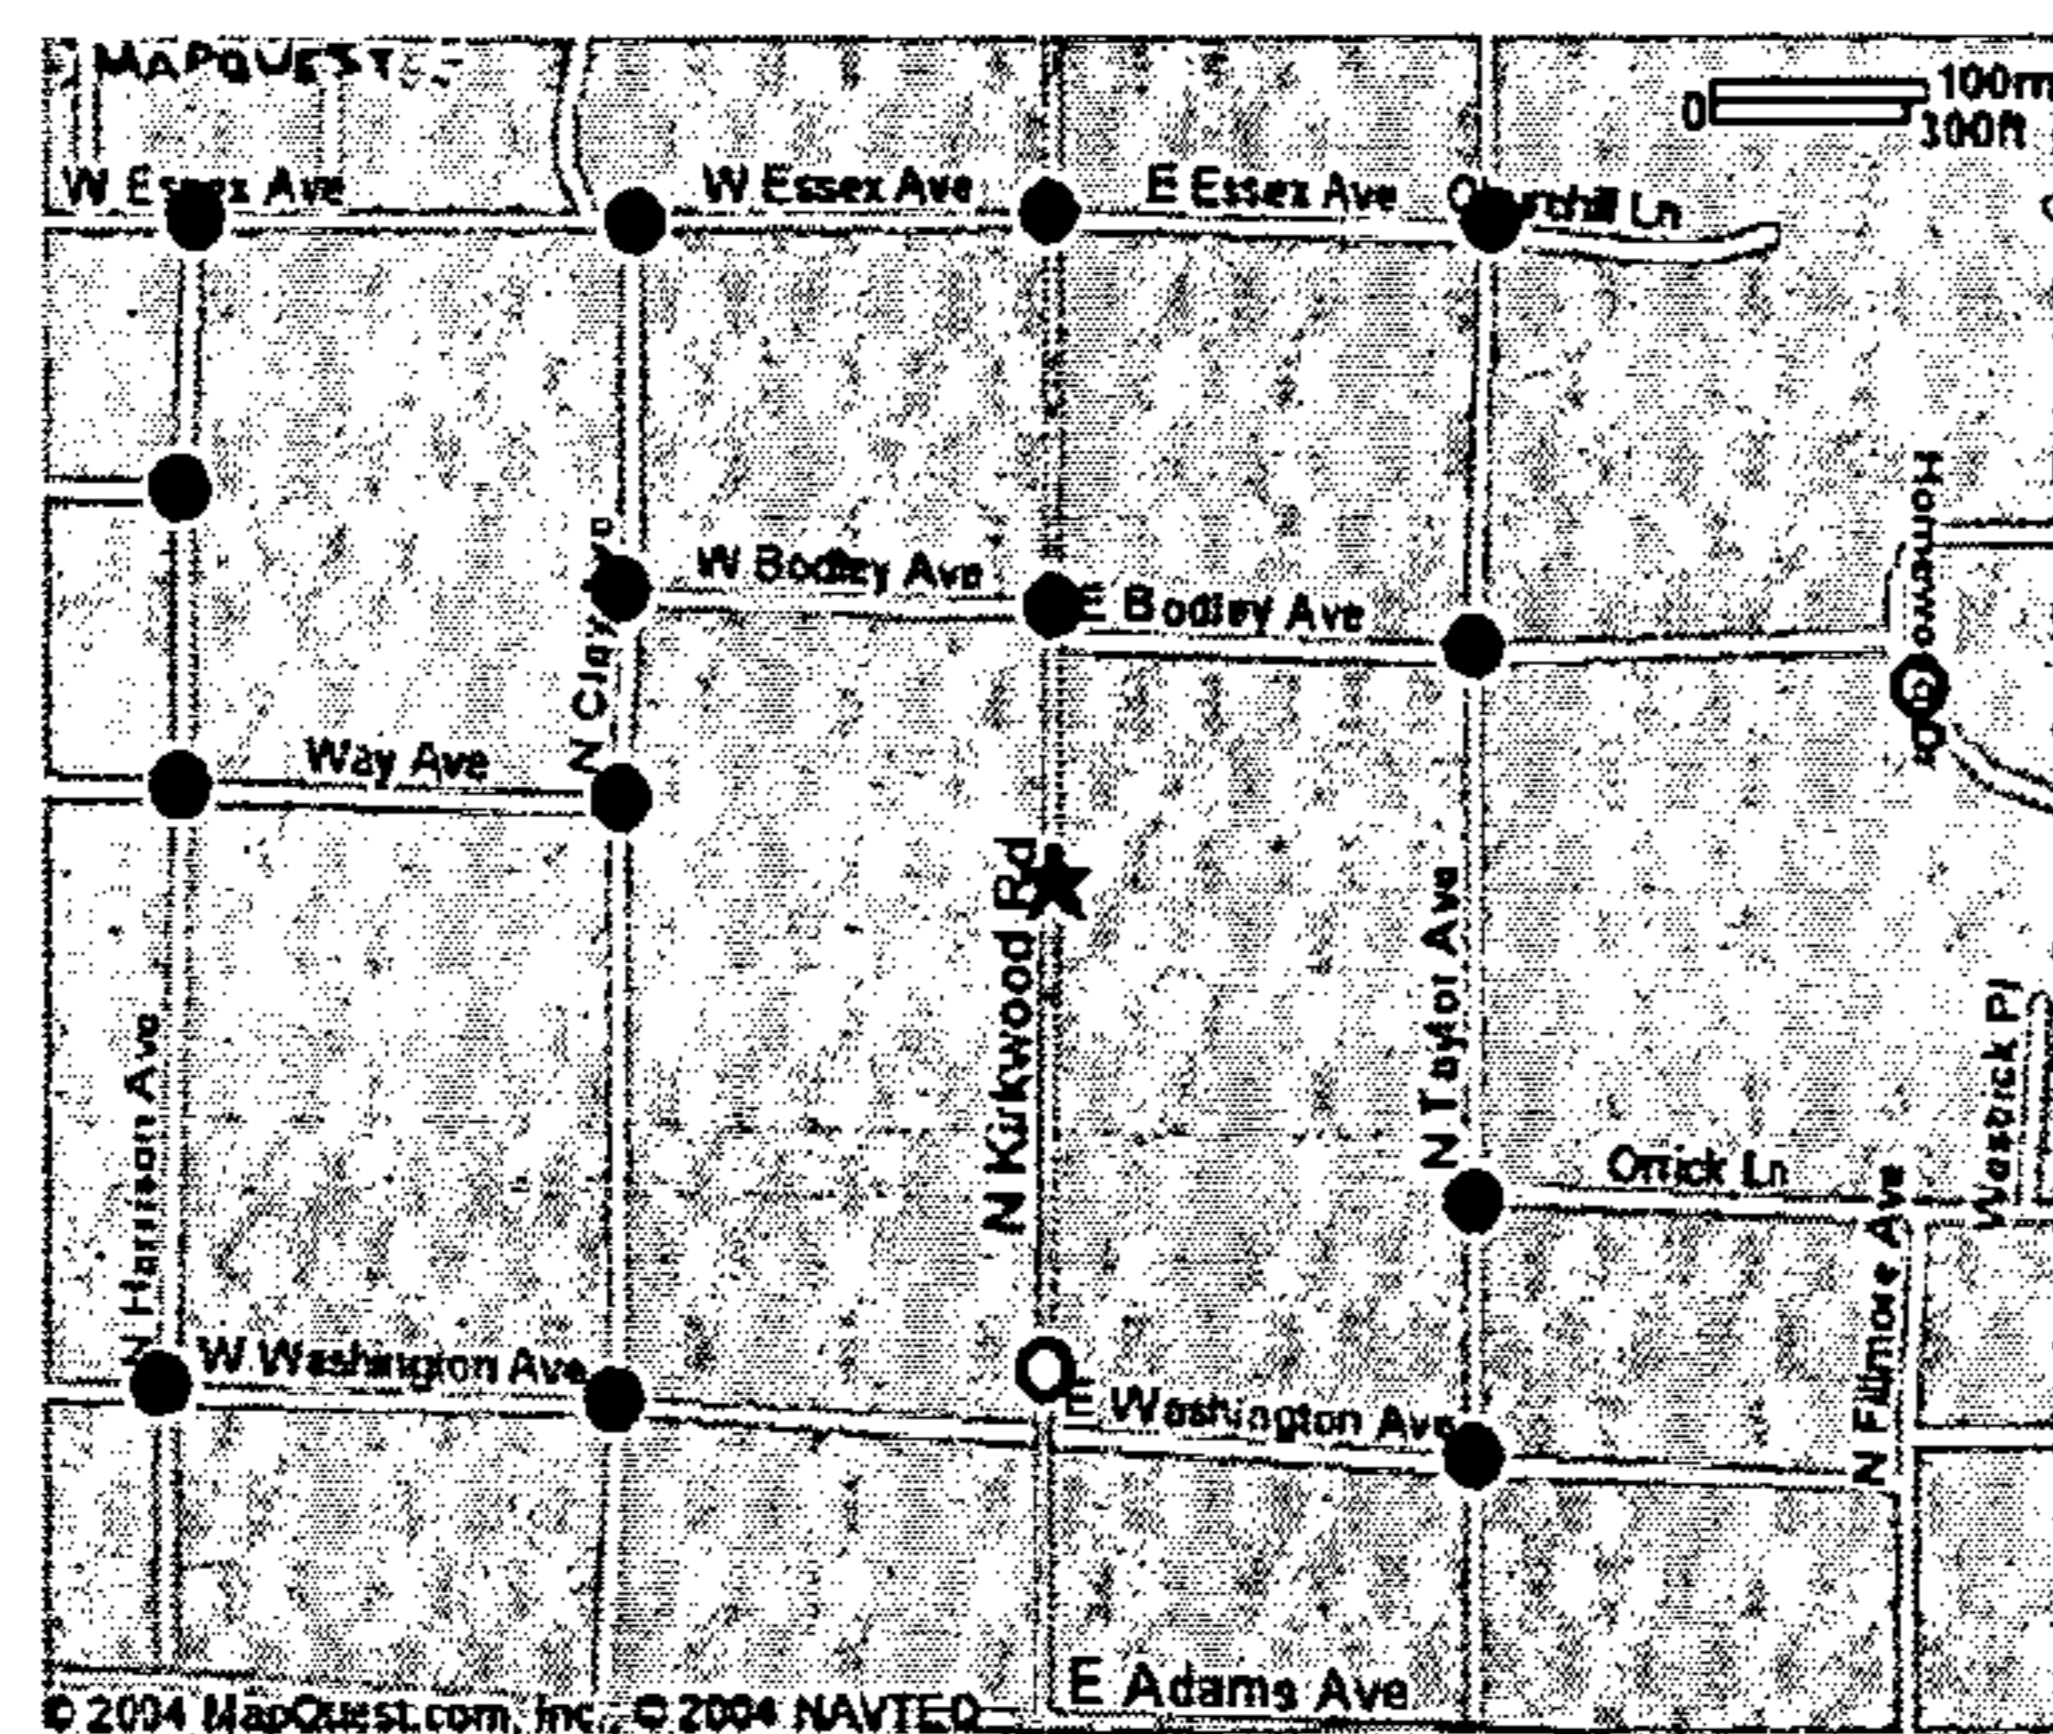 MAPQUEST
100m
0
300ft
W Essex Ave
W Essex Ave
E Essex Ave
Churchill Ln
W Bodley Ave
E Bodley Ave
N Clay Ave
Way Ave
N Kirkwood Rd
N Taylor Ave
Orrick Ln
N Harrison Ave
N Fillmore Ave
W Washington Ave
E Washington Ave
E Adams Ave
© 2004 MapQuest.com, Inc.; © 2004 NAVTEQ